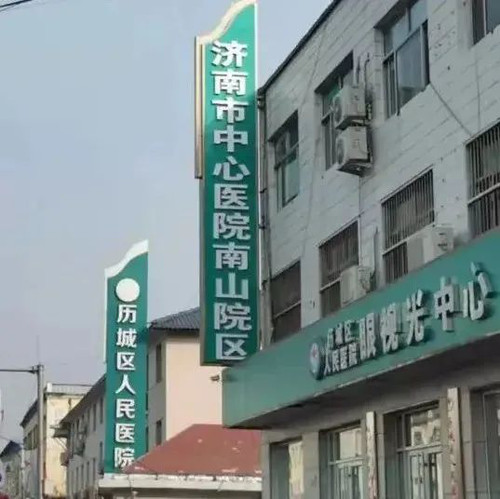 济南市中心医院南山院区
历城区人民医院
历城区
人民医院
眼视光中心